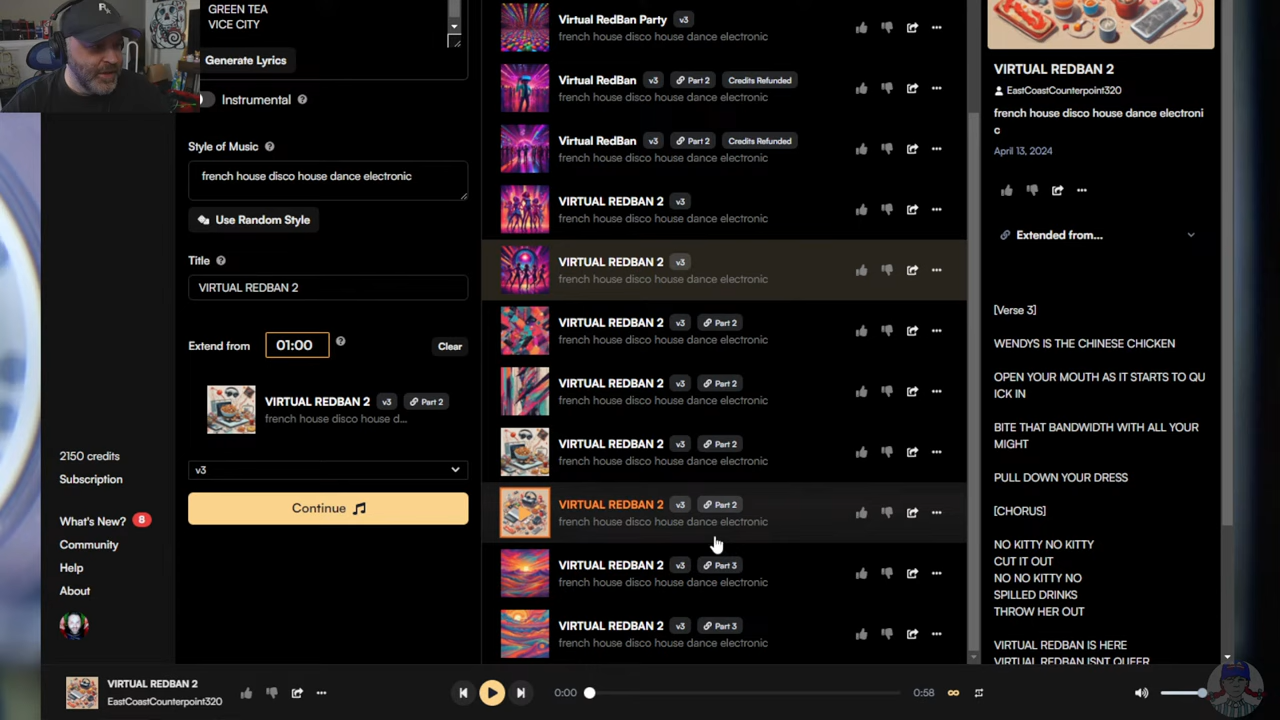 GREEN TEA
VICE CITY
Generate Lyrics
Instrumental
Style of Music
french house disco house dance electronic
Use Random Style
Title
VIRTUAL REDBAN 2
Extend from
01:00
Clear
VIRTUAL REDBAN 2 v3 Part 2
french house disco house d...
v3
Continue
2150 credits
Subscription
What's New? 8
Community
Help
About
Virtual RedBan Party v3
french house disco house dance electronic
Virtual RedBan v3 Part 2 Credits Refunded
french house disco house dance electronic
Virtual RedBan v3 Part 2 Credits Refunded
french house disco house dance electronic
VIRTUAL REDBAN 2 v3
french house disco house dance electronic
VIRTUAL REDBAN 2 v3
french house disco house dance electronic
VIRTUAL REDBAN 2 v3 Part 2
french house disco house dance electronic
VIRTUAL REDBAN 2 v3 Part 2
french house disco house dance electronic
VIRTUAL REDBAN 2 v3 Part 2
french house disco house dance electronic
VIRTUAL REDBAN 2 v3 Part 2
french house disco house dance electronic
VIRTUAL REDBAN 2 v3 Part 3
french house disco house dance electronic
VIRTUAL REDBAN 2 v3 Part 3
french house disco house dance electronic
VIRTUAL REDBAN 2
EastCoastCounterpoint320
french house disco house dance electroni
c
April 13, 2024
Extended from...
[Verse 3]
WENDYS IS THE CHINESE CHICKEN
OPEN YOUR MOUTH AS IT STARTS TO QU
ICK IN
BITE THAT BANDWIDTH WITH ALL YOUR
MIGHT
PULL DOWN YOUR DRESS
[CHORUS]
NO KITTY NO KITTY
CUT IT OUT
NO NO KITTY NO
SPILLED DRINKS
THROW HER OUT
VIRTUAL REDBAN IS HERE
VIRTUAL REDBAN ISNT QUEER
VIRTUAL REDBAN 2
EastCoastCounterpoint320
0:00
0:58